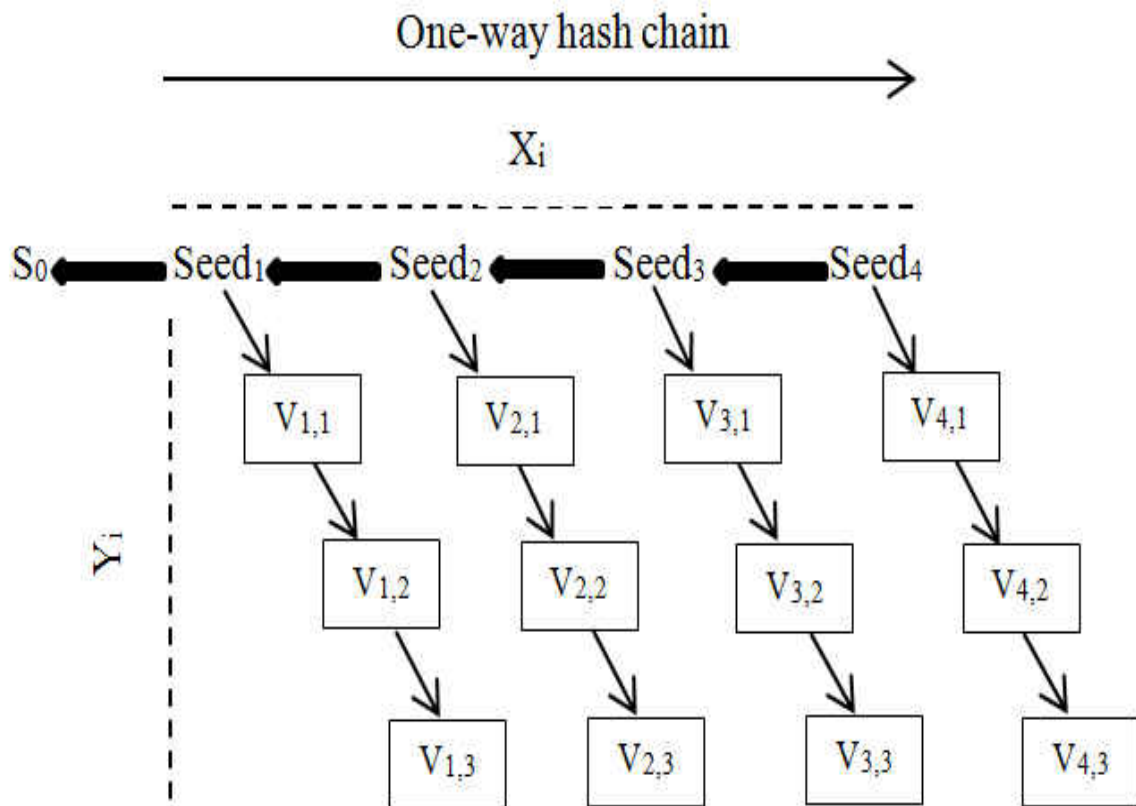 One-way hash chain
Xᵢ
S₀ Seed₁ Seed₂ Seed₃ Seed₄
V₁,₁ V₂,₁ V₃,₁ V₄,₁
Yᵢ
V₁,₂ V₂,₂ V₃,₂ V₄,₂
V₁,₃ V₂,₃ V₃,₃ V₄,₃